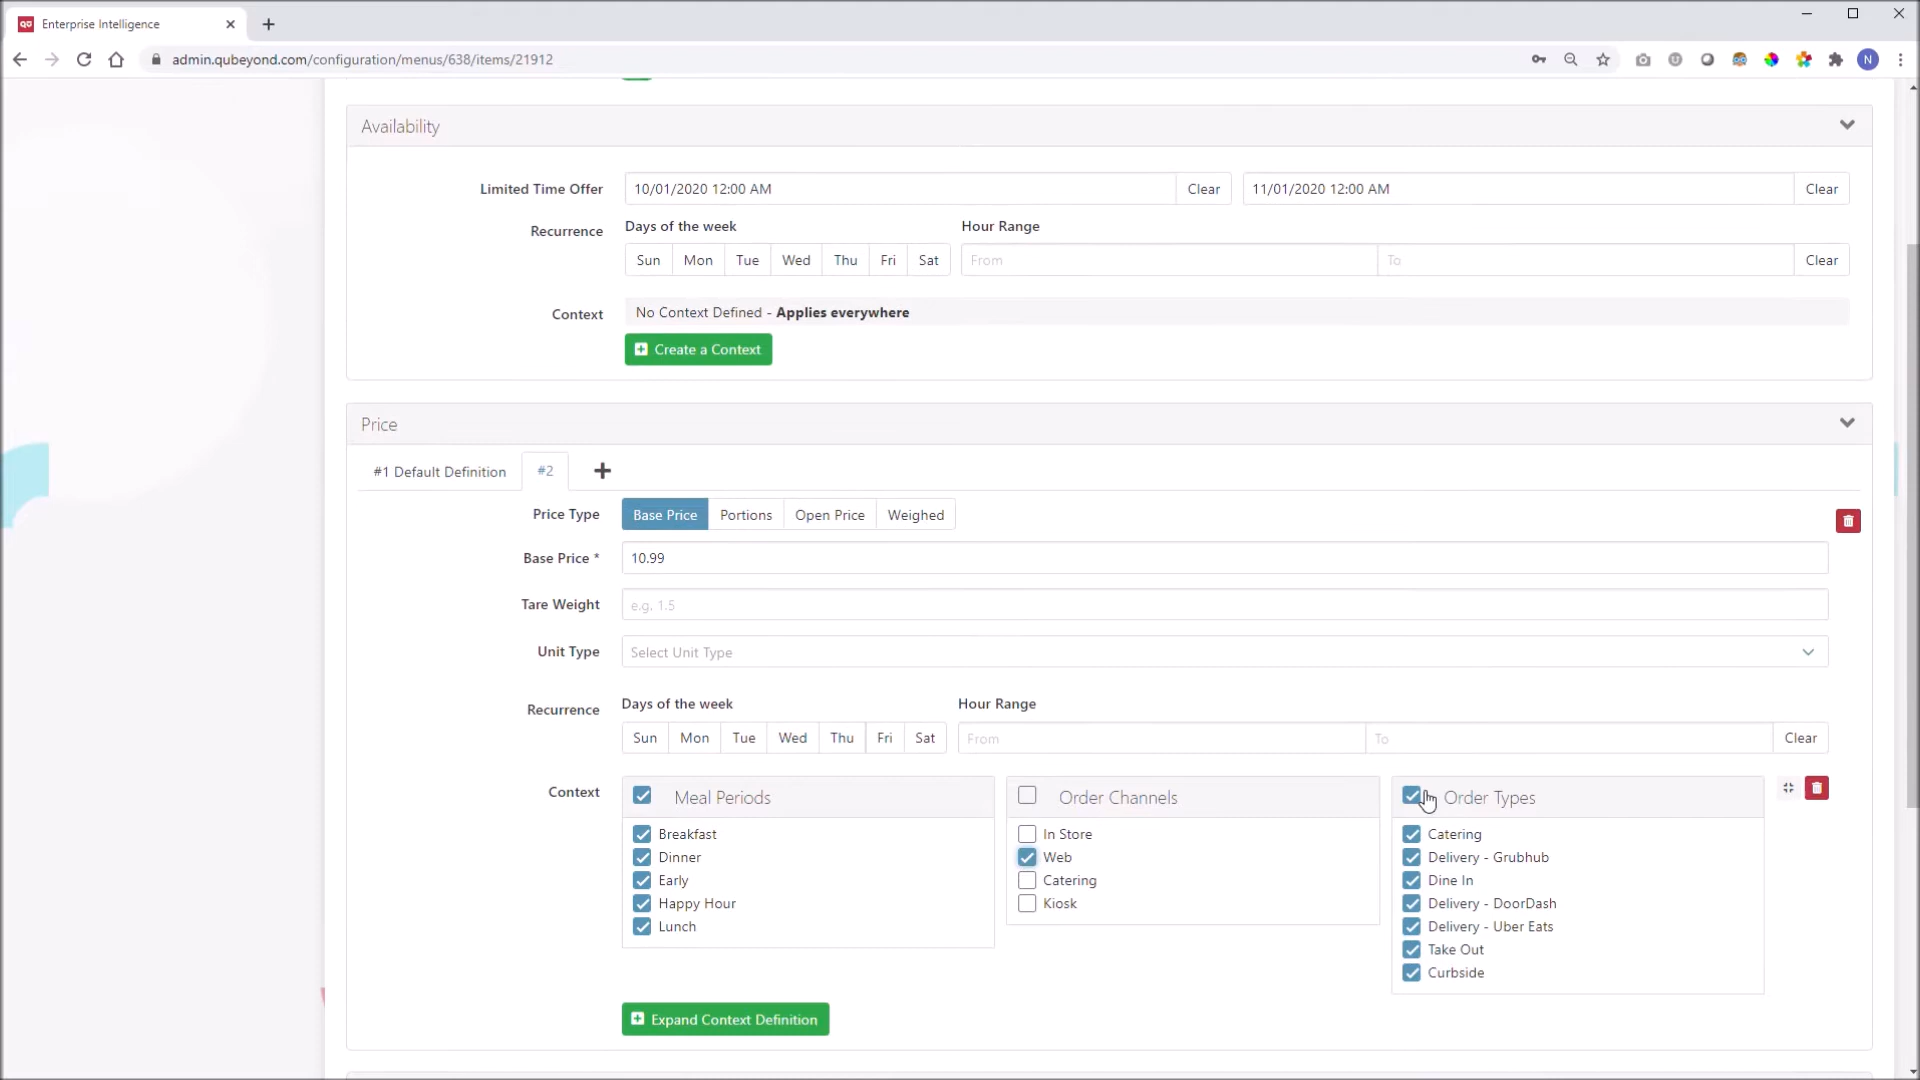 Enterprise Intelligence
admin.qubeyond.com/configuration/menus/638/items/21912
N
Availability
Limited Time Offer 10/01/2020 12:00 AM Clear 11/01/2020 12:00 AM Clear
Recurrence Days of the week Hour Range
Sun Mon Tue Wed Thu Fri Sat From To Clear
Context No Context Defined - Applies everywhere
Create a Context
Price
#1 Default Definition #2
Price Type Base Price Portions Open Price Weighed
Base Price * 10.99
Tare Weight e.g. 1.5
Unit Type Select Unit Type
Recurrence Days of the week Hour Range
Sun Mon Tue Wed Thu Fri Sat From To Clear
Context Meal Periods Order Channels Order Types
Breakfast In Store Catering
Dinner Web Delivery - Grubhub
Early Catering Dine In
Happy Hour Kiosk Delivery - DoorDash
Lunch Delivery - Uber Eats
Take Out
Curbside
Expand Context Definition